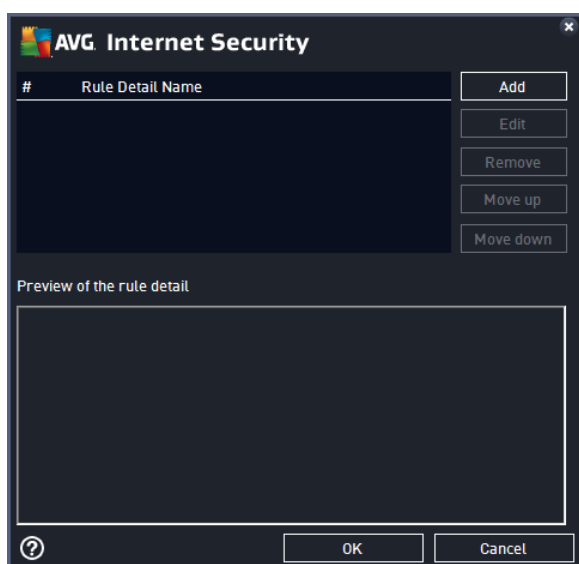 AVG. Internet Security
# Rule Detail Name
Add
Edit
Remove
Move up
Move down
Preview of the rule detail
OK
Cancel